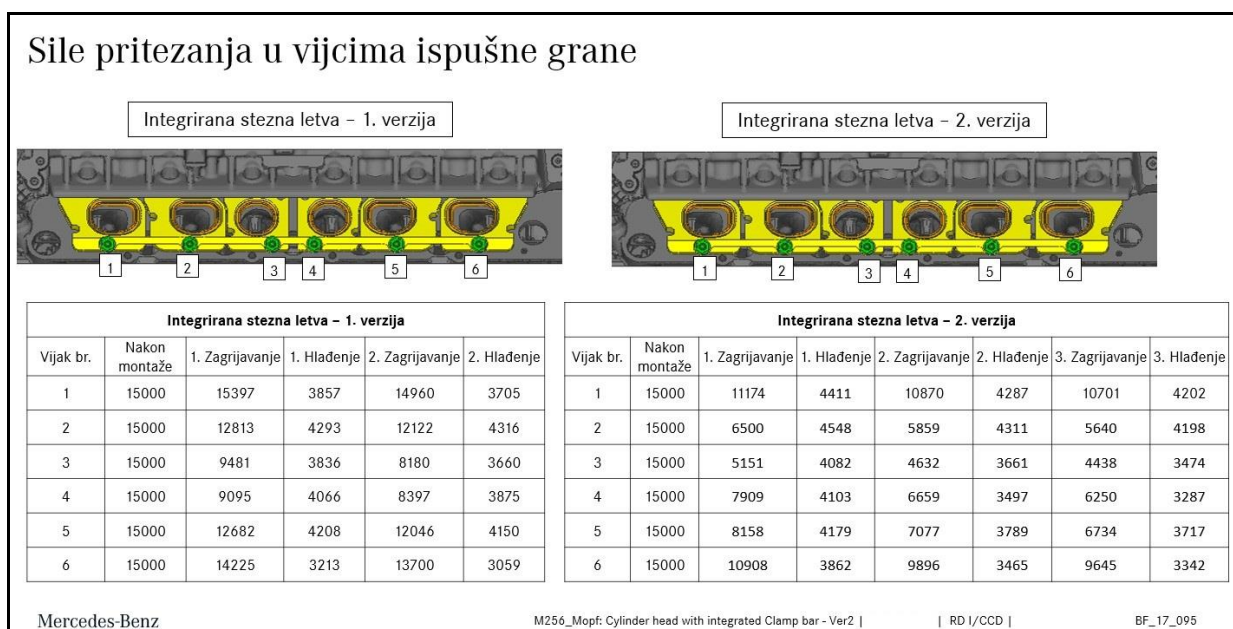 Sile pritezanja u vijcima ispušne grane
Integrirana stezna letva – 1. verzija
Integrirana stezna letva – 2. verzija
1 2 3 4 5 6
1 2 3 4 5 6
Integrirana stezna letva – 1. verzija
Vijak br. Nakon montaže 1. Zagrijavanje 1. Hlađenje 2. Zagrijavanje 2. Hlađenje
1 15000 15397 3857 14960 3705
2 15000 12813 4293 12122 4316
3 15000 9481 3836 8180 3660
4 15000 9095 4066 8397 3875
5 15000 12682 4208 12046 4150
6 15000 14225 3213 13700 3059
Integrirana stezna letva – 2. verzija
Vijak br. Nakon montaže 1. Zagrijavanje 1. Hlađenje 2. Zagrijavanje 2. Hlađenje 3. Zagrijavanje 3. Hlađenje
1 15000 11174 4411 10870 4287 10701 4202
2 15000 6500 4548 5859 4311 5640 4198
3 15000 5151 4082 4632 3661 4438 3474
4 15000 7909 4103 6659 3497 6250 3287
5 15000 8158 4179 7077 3789 6734 3717
6 15000 10908 3862 9896 3465 9645 3342
Mercedes-Benz M256_Mopf: Cylinder head with integrated Clamp bar - Ver2 | | RD I/CCD | BF_17_095